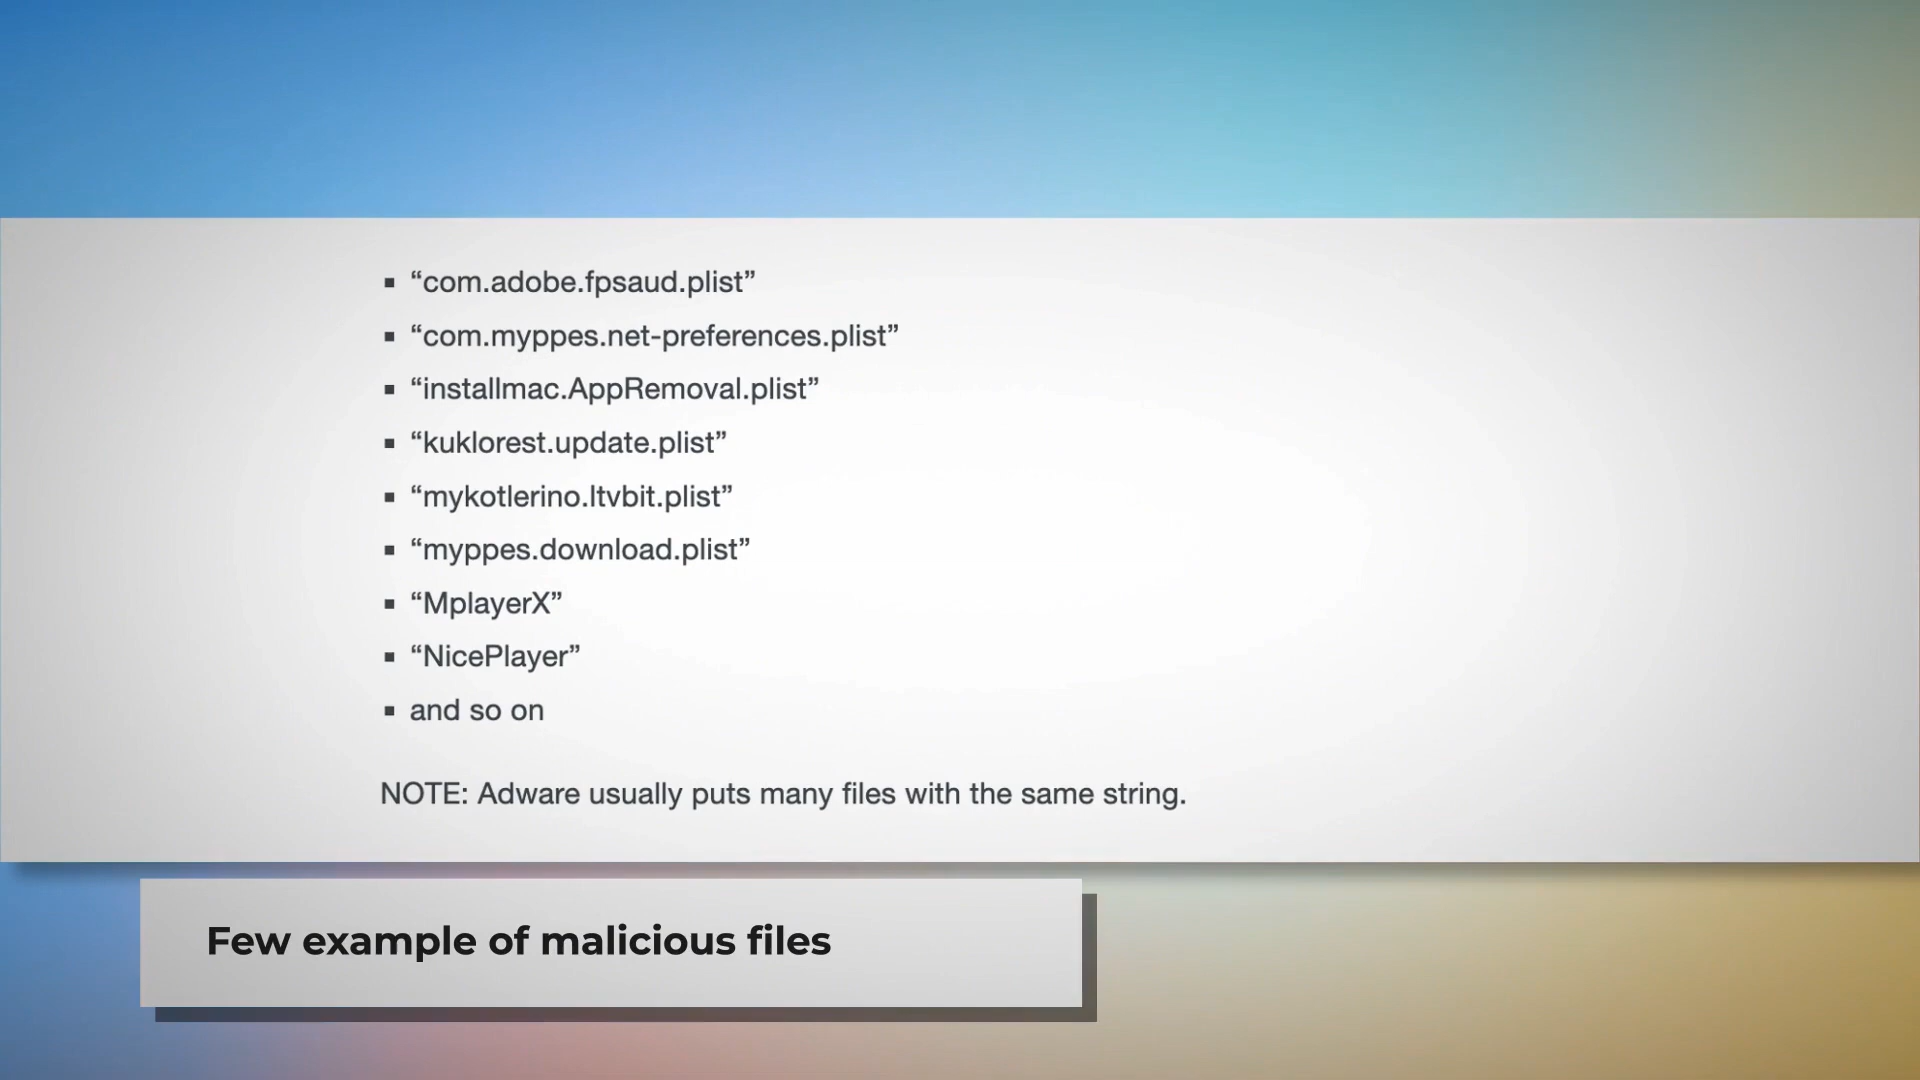 ▪ “com.adobe.fpsaud.plist”
▪ “com.myppes.net-preferences.plist”
▪ “installmac.AppRemoval.plist”
▪ “kuklorest.update.plist”
▪ “mykotlerino.ltvbit.plist”
▪ “myppes.download.plist”
▪ “MplayerX”
▪ “NicePlayer”
▪ and so on
NOTE: Adware usually puts many files with the same string.
Few example of malicious files